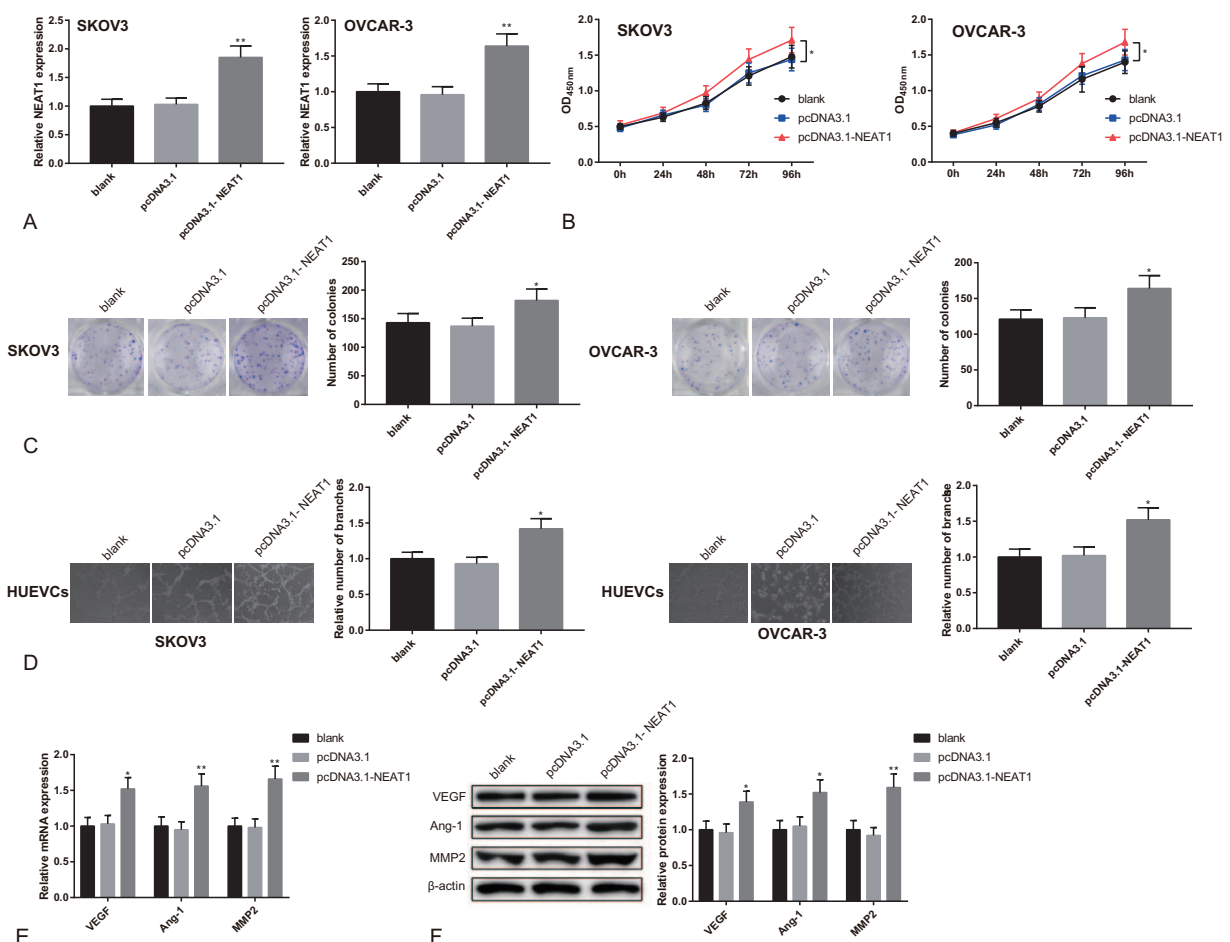 SKOV3
Relative NEAT1 expression
2.5
2.0
1.5
1.0
0.5
0.0
**
blank
pcDNA3.1
pcDNA3.1- NEAT1
OVCAR-3
Relative NEAT1 expression
2.0
1.5
1.0
0.5
0.0
**
blank
pcDNA3.1
pcDNA3.1- NEAT1
A
SKOV3
OD450nm
2.0
1.5
1.0
0.5
0.0
*
blank
pcDNA3.1
pcDNA3.1-NEAT1
0h 24h 48h 72h 96h
OVCAR-3
OD450nm
2.0
1.5
1.0
0.5
0.0
*
blank
pcDNA3.1
pcDNA3.1-NEAT1
0h 24h 48h 72h 96h
B
blank
pcDNA3.1
pcDNA3.1- NEAT1
SKOV3
Number of colonies
250
200
150
100
50
0
*
blank
pcDNA3.1
pcDNA3.1- NEAT1
blank
pcDNA3.1
pcDNA3.1- NEAT1
OVCAR-3
Number of colonies
200
150
100
50
0
*
blank
pcDNA3.1
pcDNA3.1- NEAT1
C
blank
pcDNA3.1
pcDNA3.1- NEAT1
HUEVCs
SKOV3
Relative number of branches
2.0
1.5
1.0
0.5
0.0
*
blank
pcDNA3.1
pcDNA3.1- NEAT1
blank
pcDNA3.1
pcDNA3.1- NEAT1
HUEVCs
OVCAR-3
Relative number of branche
2.0
1.5
1.0
0.5
0.0
*
blank
pcDNA3.1
pcDNA3.1-NEAT1
D
Relative mRNA expression
2.0
1.5
1.0
0.5
0.0
* ** **
VEGF Ang-1 MMP2
blank
pcDNA3.1
pcDNA3.1-NEAT1
blank
pcDNA3.1
pcDNA3.1- NEAT1
VEGF
Ang-1
MMP2
β-actin
Relative protein expression
2.0
1.5
1.0
0.5
0.0
* * **
VEGF Ang-1 MMP2
blank
pcDNA3.1
pcDNA3.1-NEAT1